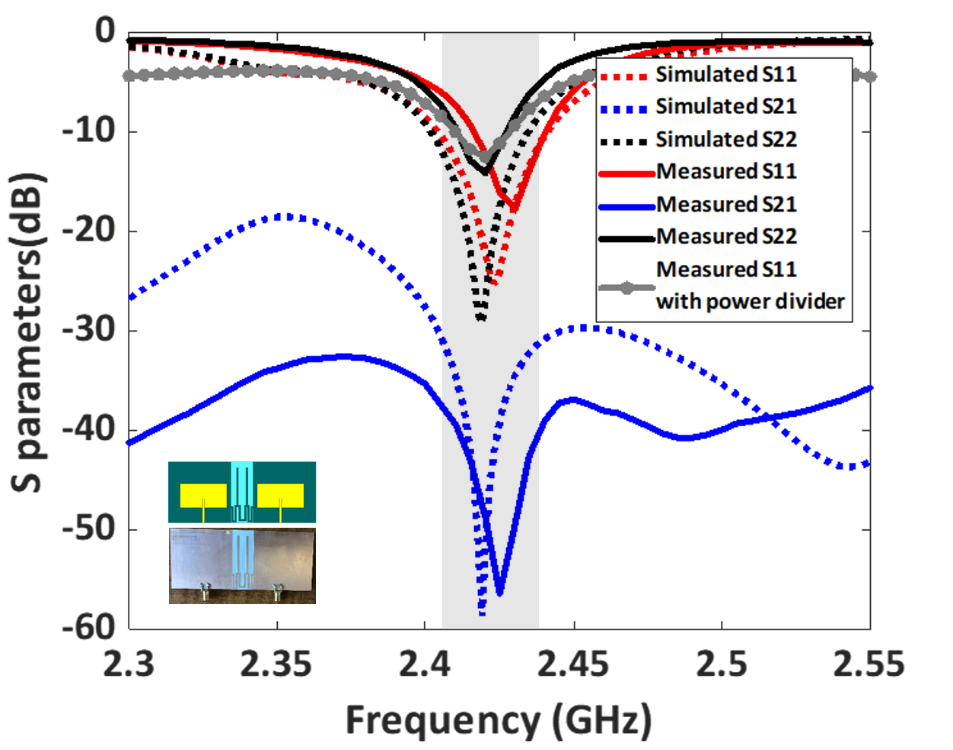 0
-10
-20
-30
-40
-50
-60
S parameters(dB)
Simulated S11
Simulated S21
Simulated S22
Measured S11
Measured S21
Measured S22
Measured S11
with power divider
2.3 2.35 2.4 2.45 2.5 2.55
Frequency (GHz)